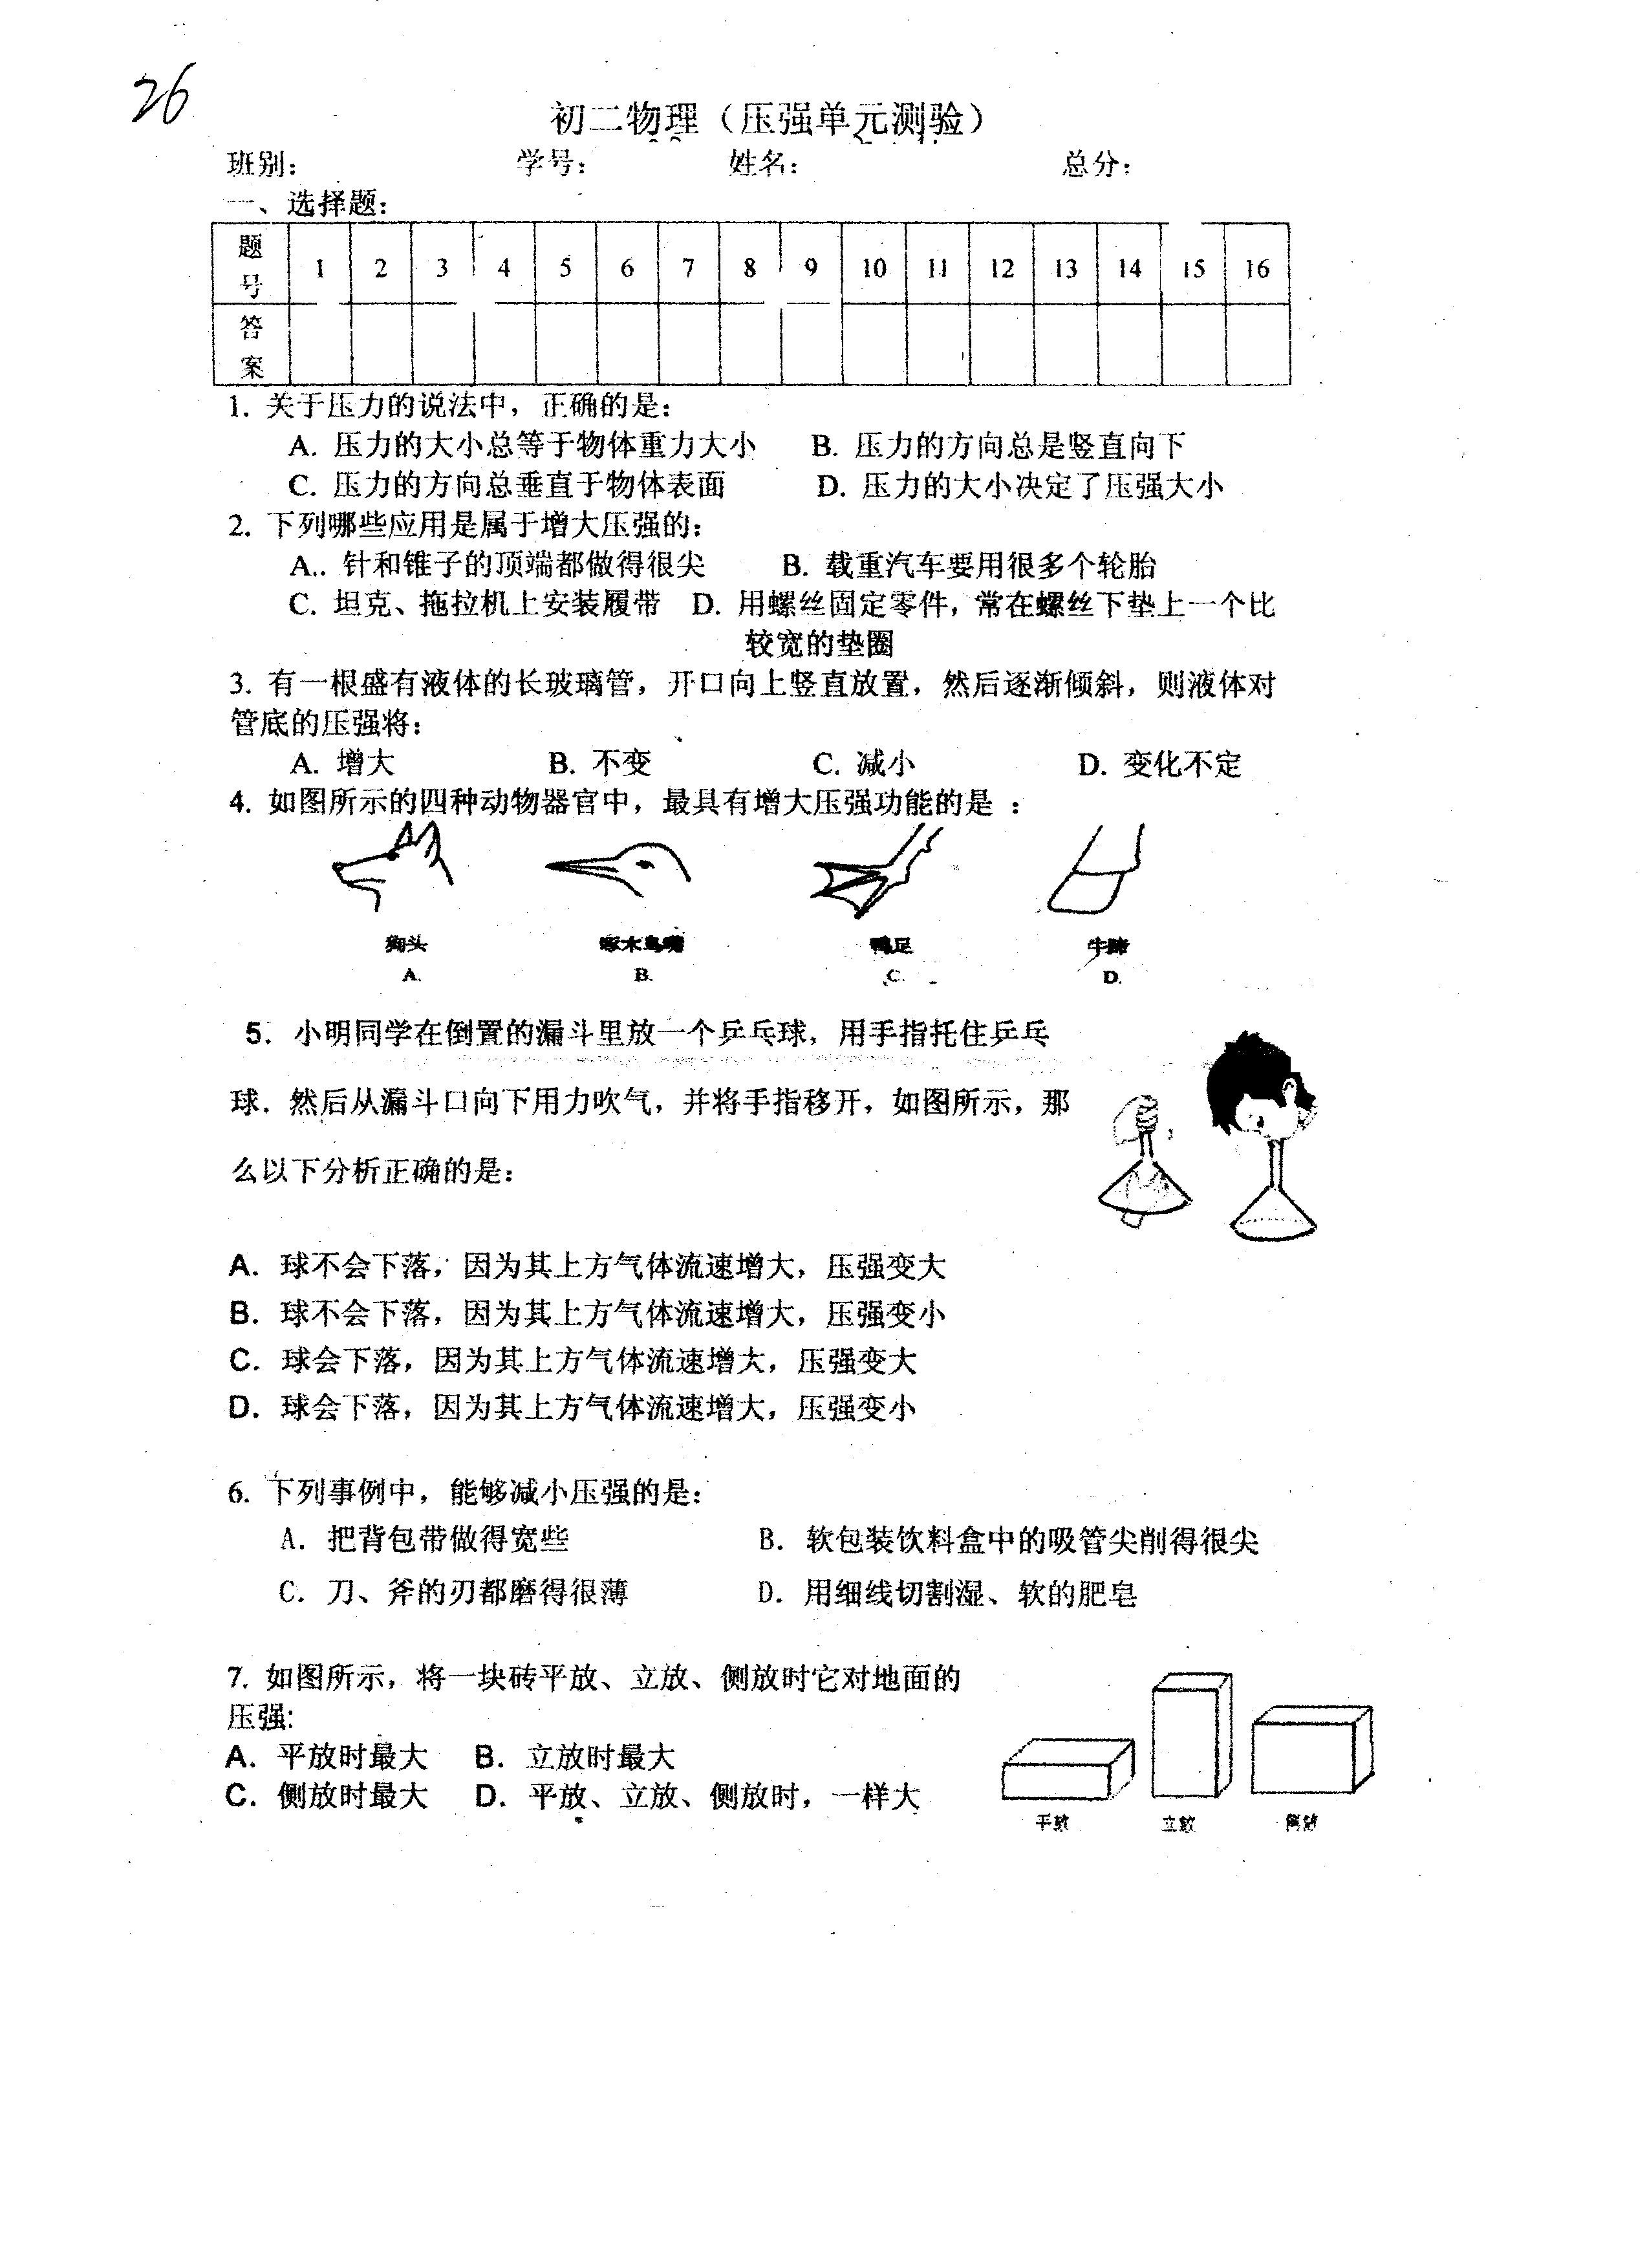 26
初二物理（压强单元测验）
班别： 学号： 姓名： 总分：
一、选择题：
题号 1 2 3 4 5 6 7 8 9 10 11 12 13 14 15 16
答案
1. 关于压力的说法中，正确的是：
A. 压力的大小总等于物体重力大小 B. 压力的方向总是竖直向下
C. 压力的方向总垂直于物体表面 D. 压力的大小决定了压强大小
2. 下列哪些应用是属于增大压强的：
A.. 针和锥子的顶端都做得很尖 B. 载重汽车要用很多个轮胎
C. 坦克、拖拉机上安装履带 D. 用螺丝固定零件，常在螺丝下垫上一个比
较宽的垫圈
3. 有一根盛有液体的长玻璃管，开口向上竖直放置，然后逐渐倾斜，则液体对
管底的压强将：
A. 增大 B. 不变 C. 减小 D. 变化不定
4. 如图所示的四种动物器官中，最具有增大压强功能的是 ：
狗头 啄木鸟嘴 鸭足 牛蹄
A. B. C. D.
5. 小明同学在倒置的漏斗里放一个乒乓球，用手指托住乒乓
球．然后从漏斗口向下用力吹气，并将手指移开，如图所示，那
么以下分析正确的是：
A. 球不会下落，因为其上方气体流速增大，压强变大
B. 球不会下落，因为其上方气体流速增大，压强变小
C. 球会下落，因为其上方气体流速增大，压强变大
D. 球会下落，因为其上方气体流速增大，压强变小
6. 下列事例中，能够减小压强的是：
A. 把背包带做得宽些 B. 软包装饮料盒中的吸管尖削得很尖
C. 刀、斧的刃都磨得很薄 D. 用细线切割湿、软的肥皂
7. 如图所示，将一块砖平放、立放、侧放时它对地面的
压强:
A. 平放时最大 B. 立放时最大
C. 侧放时最大 D. 平放、立放、侧放时，一样大
平放 立放 侧放